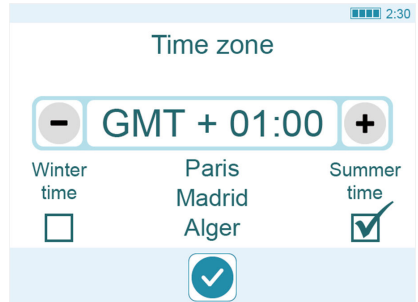 2:30
Time zone
- GMT + 01:00 +
Winter time
Paris
Madrid
Alger
Summer time